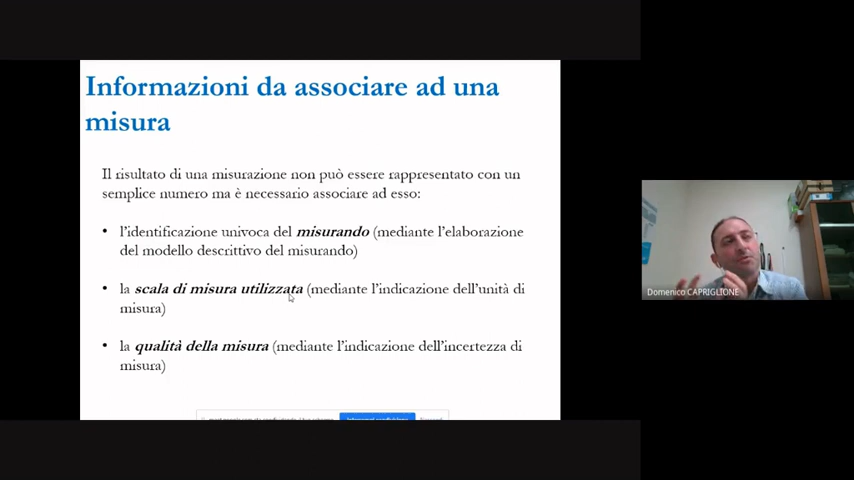 Informazioni da associare ad una
misura
Il risultato di una misurazione non può essere rappresentato con un
semplice numero ma è necessario associare ad esso:
• l'identificazione univoca del misurando (mediante l'elaborazione
del modello descrittivo del misurando)
• la scala di misura utilizzata (mediante l'indicazione dell'unità di
misura)
• la qualità della misura (mediante l'indicazione dell'incertezza di
misura)
Domenico CAPRIGLIONE